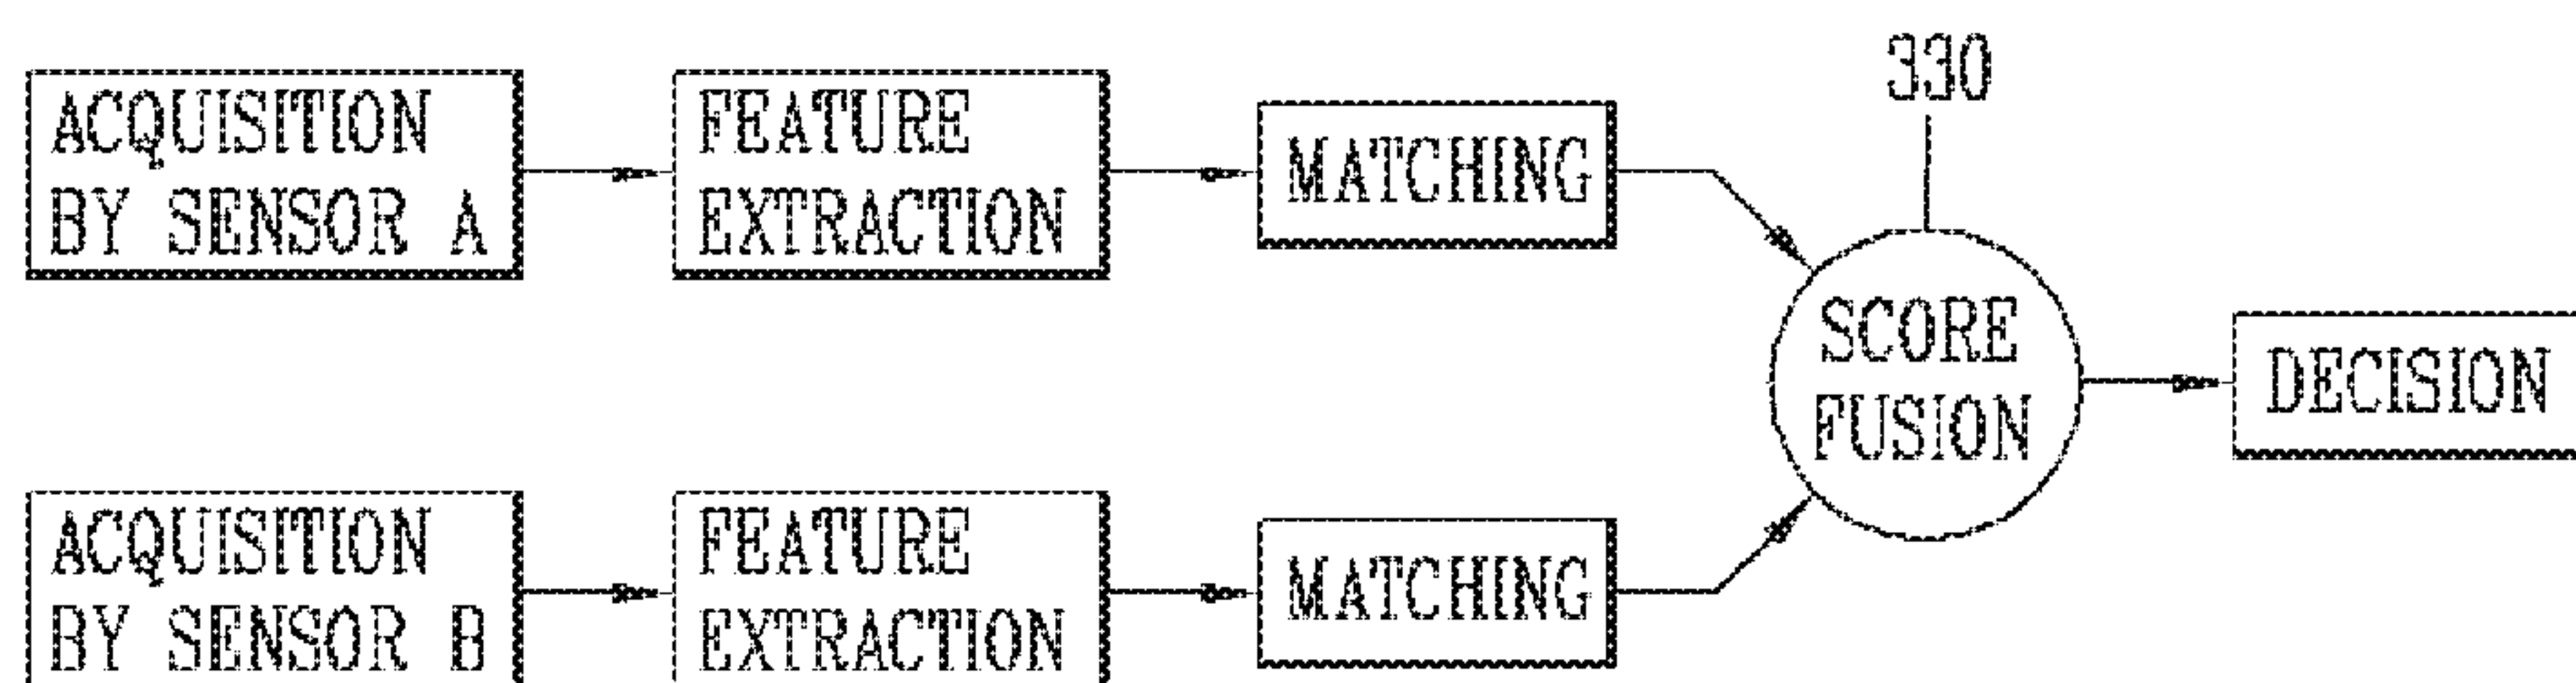 330
ACQUISITION
BY SENSOR A
FEATURE
EXTRACTION
MATCHING
SCORE
FUSION
DECISION
ACQUISITION
BY SENSOR B
FEATURE
EXTRACTION
MATCHING